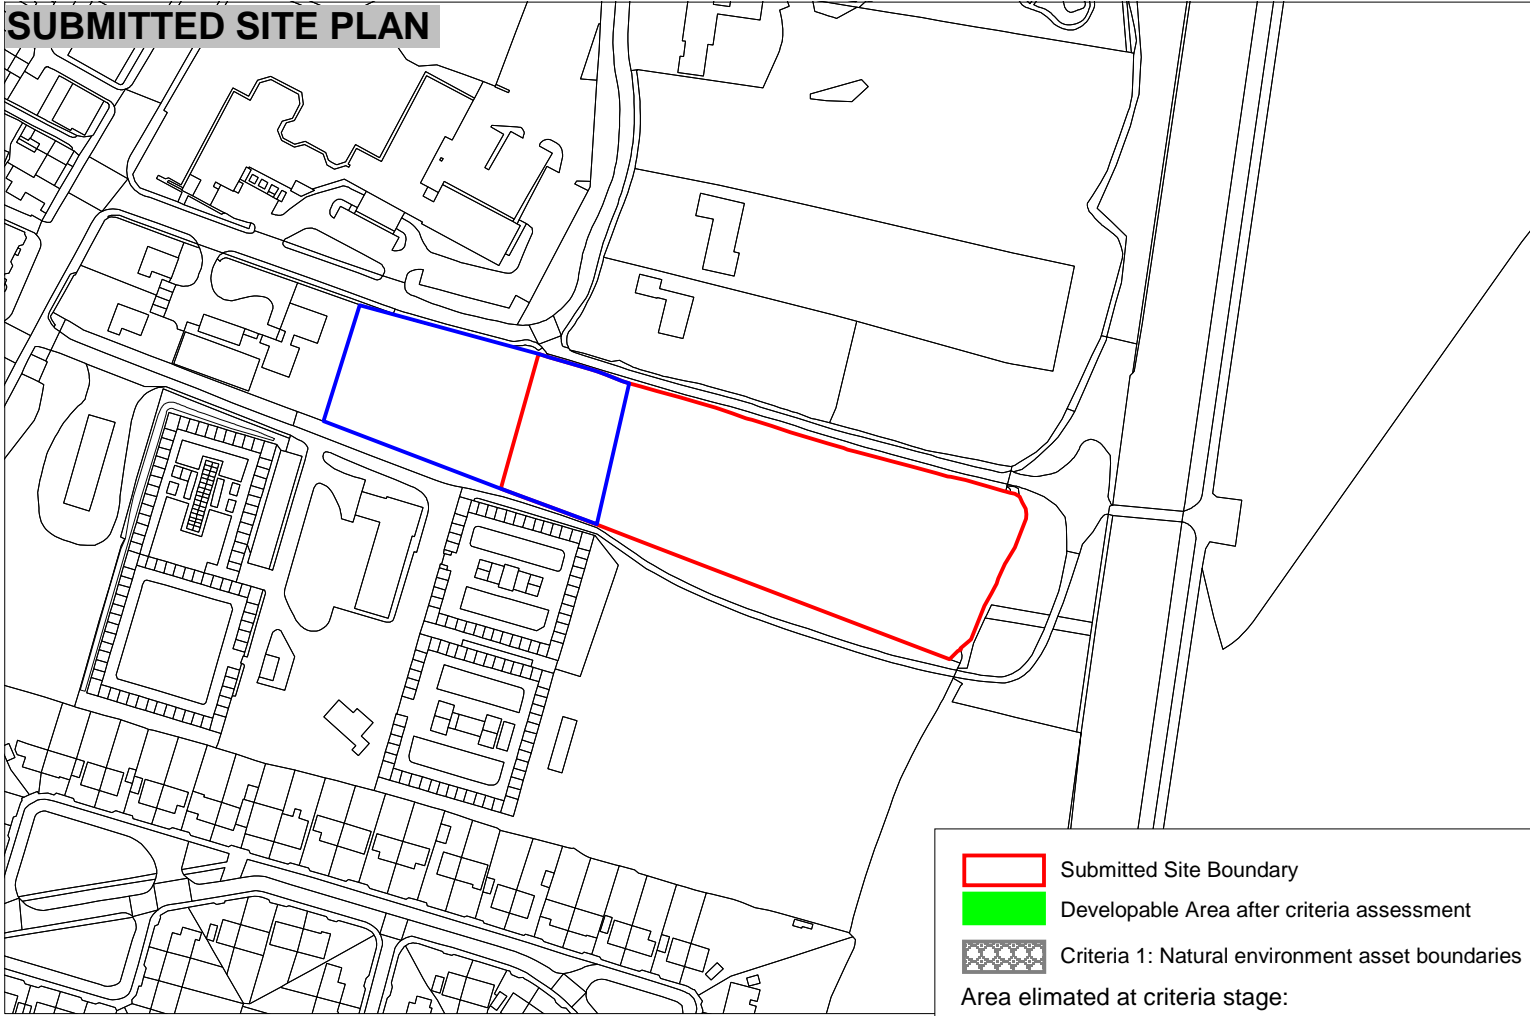 SUBMITTED SITE PLAN
Submitted Site Boundary
Developable Area after criteria assessment
Criteria 1: Natural environment asset boundaries
Area elimated at criteria stage: